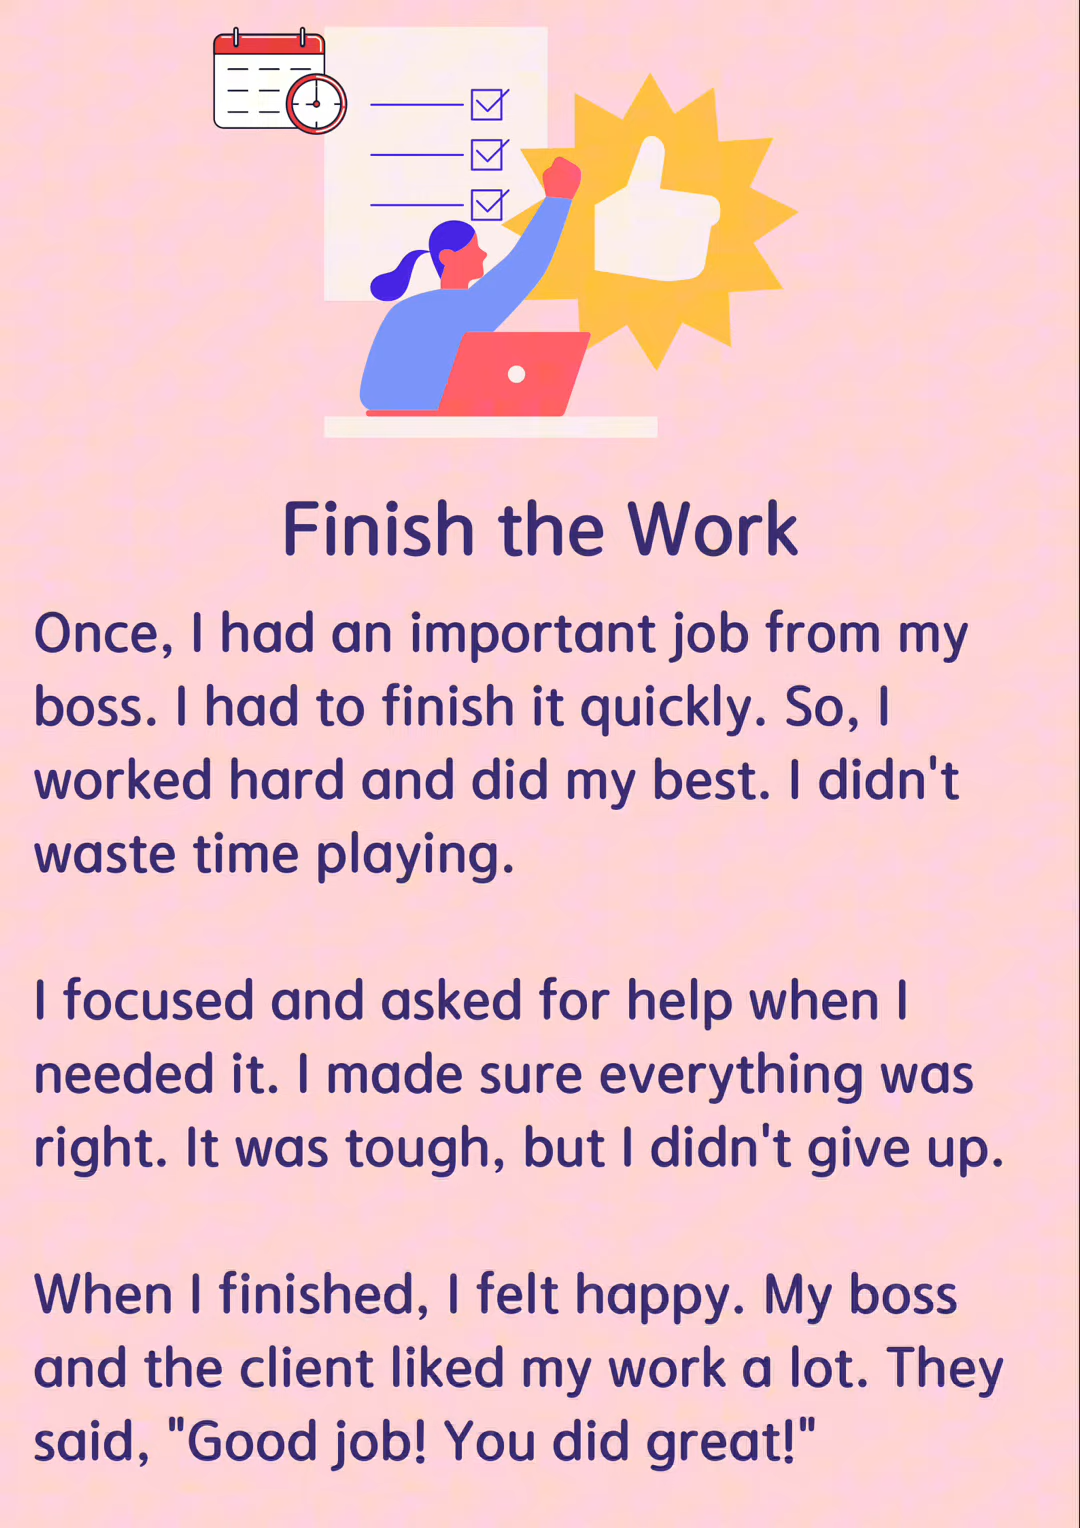 Finish the Work
Once, I had an important job from my
boss. I had to finish it quickly. So, I
worked hard and did my best. I didn't
waste time playing.
I focused and asked for help when I
needed it. I made sure everything was
right. It was tough, but I didn't give up.
When I finished, I felt happy. My boss
and the client liked my work a lot. They
said, "Good job! You did great!"